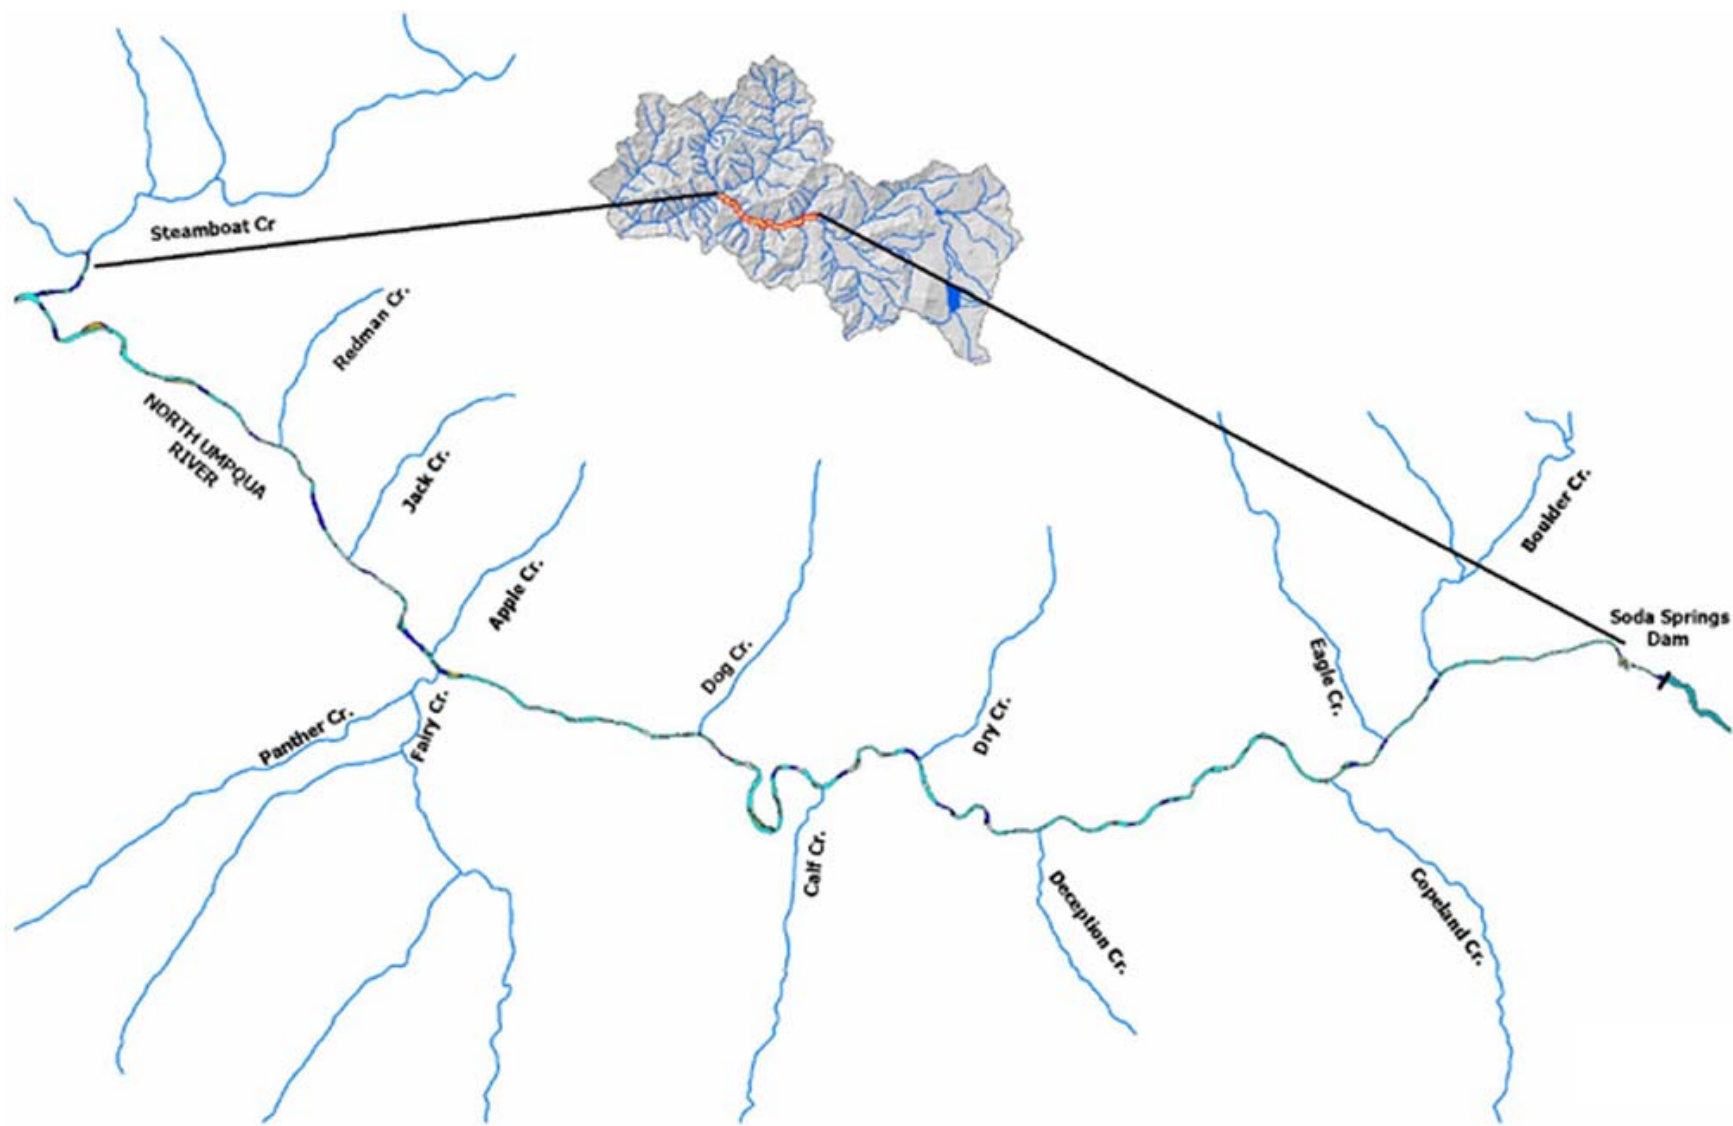 Steamboat Cr
Redman Cr.
NORTH UMPQUA
RIVER
Jack Cr.
Apple Cr.
Boulder Cr.
Soda Springs
Dam
Dog Cr.
Eagle Cr.
Dry Cr.
Panther Cr.
Fairy Cr.
Calf Cr.
Deception Cr.
Copeland Cr.